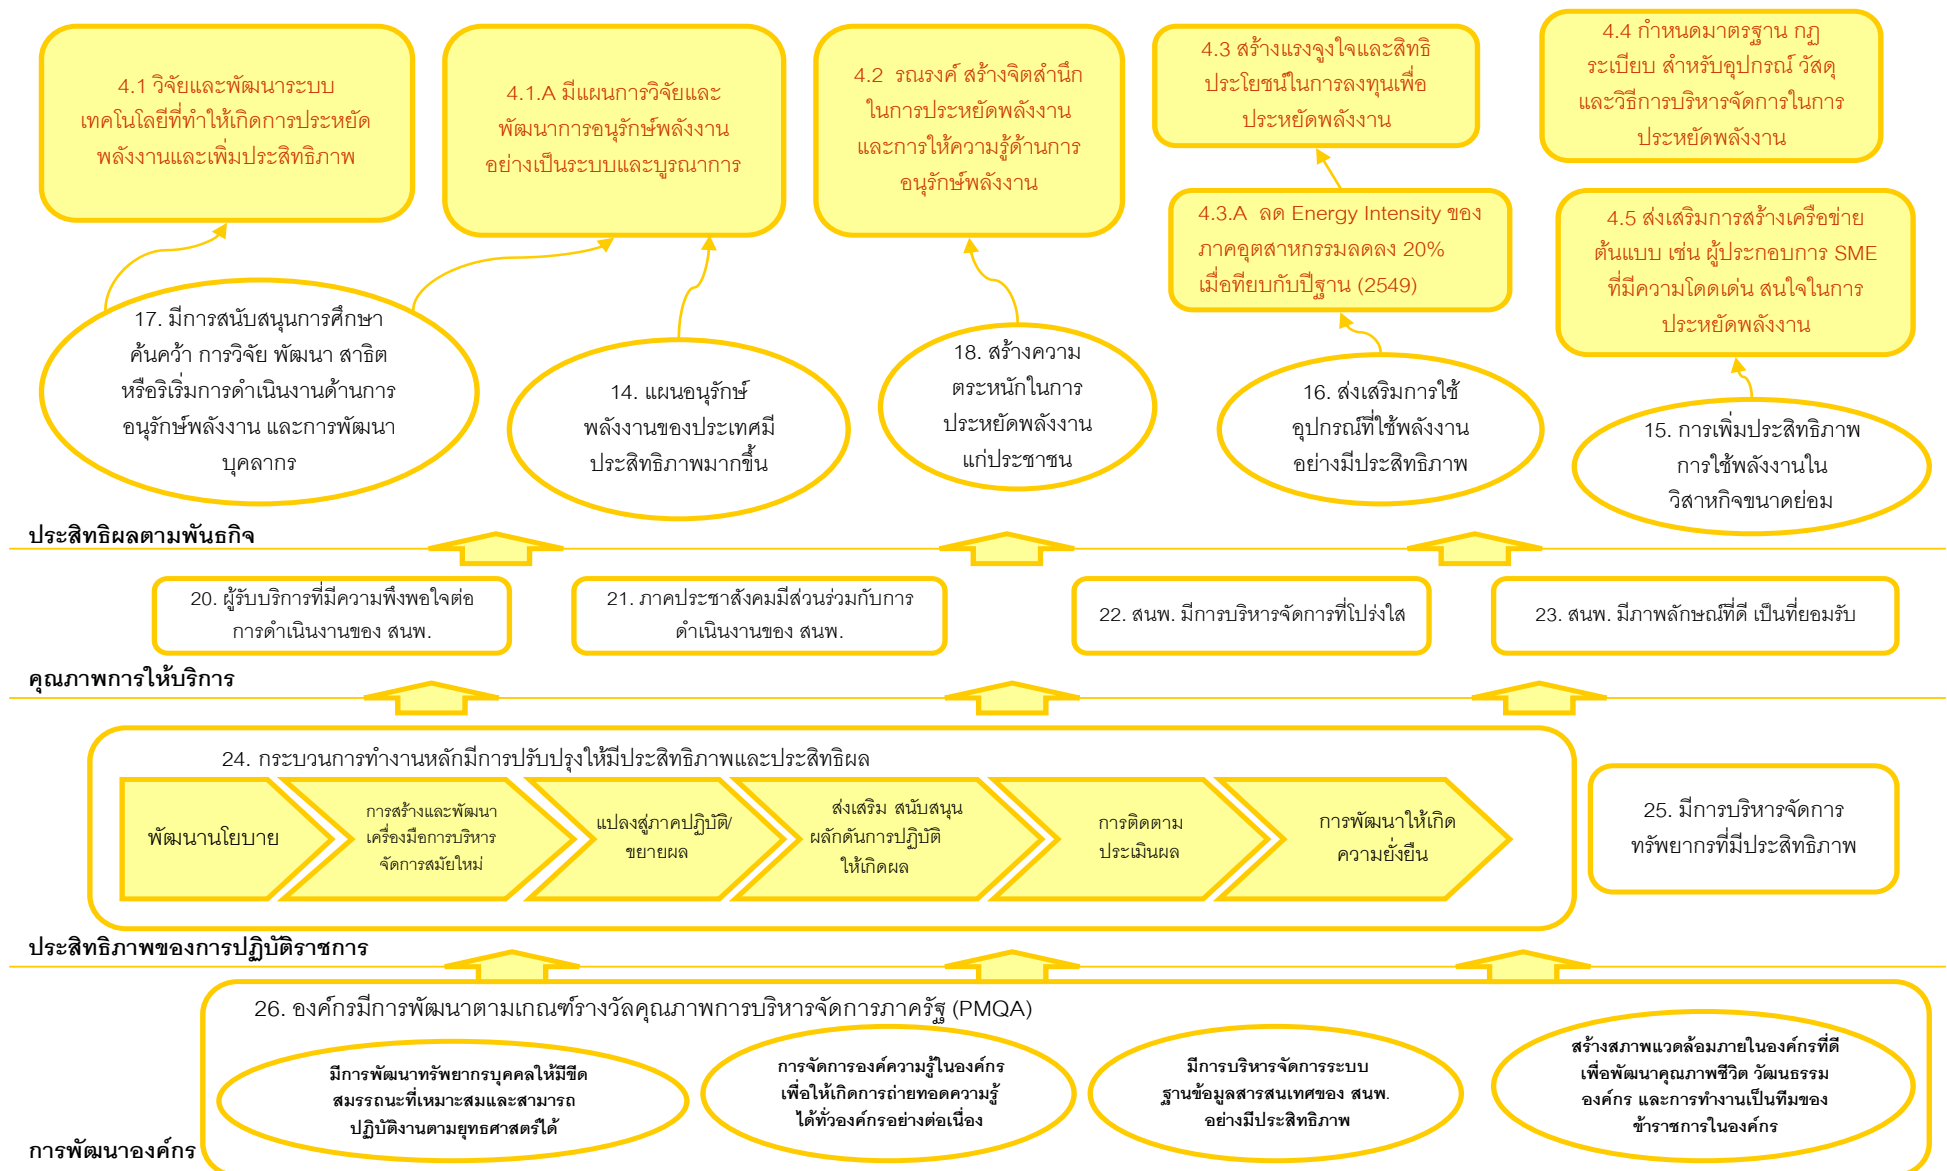 4.1 วิจัยและพัฒนาระบบ
เทคโนโลยีที่ทำให้เกิดการประหยัด
พลังงานและเพิ่มประสิทธิภาพ
4.1.A มีแผนการวิจัยและ
พัฒนาการอนุรักษ์พลังงาน
อย่างเป็นระบบและบูรณาการ
4.2 รณรงค์ สร้างจิตสำนึก
ในการประหยัดพลังงาน
และการให้ความรู้ด้านการ
อนุรักษ์พลังงาน
4.3 สร้างแรงจูงใจและสิทธิ
ประโยชน์ในการลงทุนเพื่อ
ประหยัดพลังงาน
4.4 กำหนดมาตรฐาน กฏ
ระเบียบ สำหรับอุปกรณ์ วัสดุ
และวิธีการบริหารจัดการในการ
ประหยัดพลังงาน
4.3.A ลด Energy Intensity ของ
ภาคอุตสาหกรรมลดลง 20%
เมื่อทียบกับปีฐาน (2549)
4.5 ส่งเสริมการสร้างเครือข่าย
ต้นแบบ เช่น ผู้ประกอบการ SME
ที่มีความโดดเด่น สนใจในการ
ประหยัดพลังงาน
17. มีการสนับสนุนการศึกษา
ค้นคว้า การวิจัย พัฒนา สาธิต
หรือริเริ่มการดำเนินงานด้านการ
อนุรักษ์พลังงาน และการพัฒนา
บุคลากร
14. แผนอนุรักษ์
พลังงานของประเทศมี
ประสิทธิภาพมากขึ้น
18. สร้างความ
ตระหนักในการ
ประหยัดพลังงาน
แก่ประชาชน
16. ส่งเสริมการใช้
อุปกรณ์ที่ใช้พลังงาน
อย่างมีประสิทธิภาพ
15. การเพิ่มประสิทธิภาพ
การใช้พลังงานใน
วิสาหกิจขนาดย่อม
ประสิทธิผลตามพันธกิจ
20. ผู้รับบริการที่มีความพึงพอใจต่อ
การดำเนินงานของ สนพ.
21. ภาคประชาสังคมมีส่วนร่วมกับการ
ดำเนินงานของ สนพ.
22. สนพ. มีการบริหารจัดการที่โปร่งใส
23. สนพ. มีภาพลักษณ์ที่ดี เป็นที่ยอมรับ
คุณภาพการให้บริการ
24. กระบวนการทำงานหลักมีการปรับปรุงให้มีประสิทธิภาพและประสิทธิผล
พัฒนานโยบาย
การสร้างและพัฒนา
เครื่องมือการบริหาร
จัดการสมัยใหม่
แปลงสู่ภาคปฏิบัติ/
ขยายผล
ส่งเสริม สนับสนุน
ผลักดันการปฏิบัติ
ให้เกิดผล
การติดตาม
ประเมินผล
การพัฒนาให้เกิด
ความยั่งยืน
25. มีการบริหารจัดการ
ทรัพยากรที่มีประสิทธิภาพ
ประสิทธิภาพของการปฏิบัติราชการ
26. องค์กรมีการพัฒนาตามเกณฑ์รางวัลคุณภาพการบริหารจัดการภาครัฐ (PMQA)
มีการพัฒนาทรัพยากรบุคคลให้มีขีด
สมรรถนะที่เหมาะสมและสามารถ
ปฏิบัติงานตามยุทธศาสตร์ได้
การจัดการองค์ความรู้ในองค์กร
เพื่อให้เกิดการถ่ายทอดความรู้
ได้ทั่วองค์กรอย่างต่อเนื่อง
มีการบริหารจัดการระบบ
ฐานข้อมูลสารสนเทศของ สนพ.
อย่างมีประสิทธิภาพ
สร้างสภาพแวดล้อมภายในองค์กรที่ดี
เพื่อพัฒนาคุณภาพชีวิต วัฒนธรรม
องค์กร และการทำงานเป็นทีมของ
ข้าราชการในองค์กร
การพัฒนาองค์กร